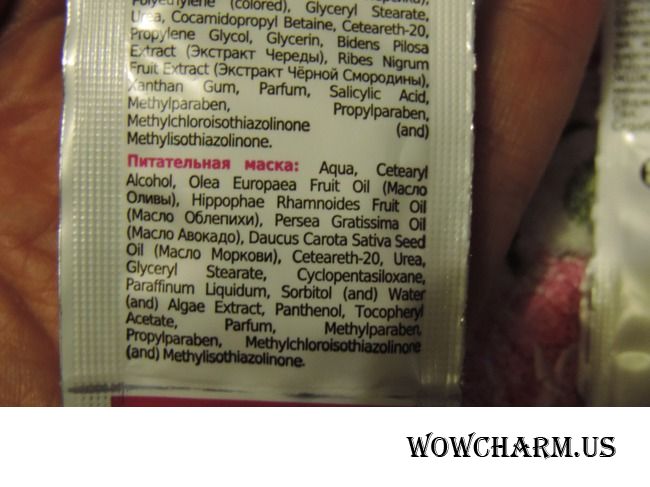 Polyethylene (colored), Glyceryl Stearate,
Urea, Cocamidopropyl Betaine, Ceteareth-20,
Propylene Glycol, Glycerin, Bidens Pilosa
Extract (Экстракт Череды), Ribes Nigrum
Fruit Extract (Экстракт Чёрной Смородины),
Xanthan Gum, Parfum, Salicylic Acid,
Methylparaben, Propylparaben,
Methylchloroisothiazolinone (and)
Methylisothiazolinone.
Питательная маска: Aqua, Cetearyl
Alcohol, Olea Europaea Fruit Oil (Масло
Оливы), Hippophae Rhamnoides Fruit Oil
(Масло Облепихи), Persea Gratissima Oil
(Масло Авокадо), Daucus Carota Sativa Seed
Oil (Масло Моркови), Ceteareth-20, Urea,
Glyceryl Stearate, Cyclopentasiloxane,
Paraffinum Liquidum, Sorbitol (and) Water
(and) Algae Extract, Panthenol, Tocopheryl
Acetate, Parfum, Methylparaben,
Propylparaben, Methylchloroisothiazolinone
(and) Methylisothiazolinone.
WOWCHARM.US